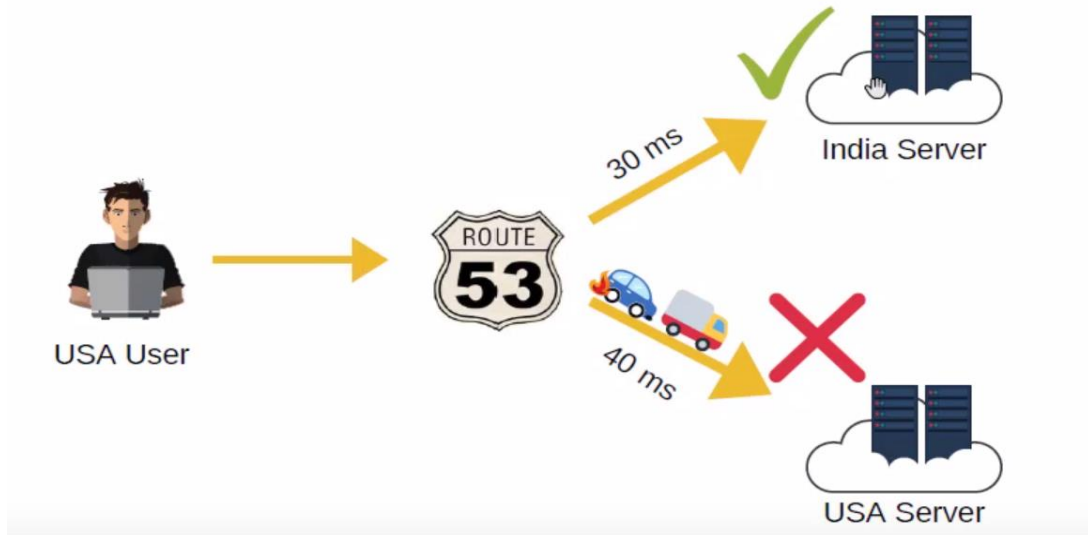 30 ms
India Server
ROUTE
53
USA User
40 ms
USA Server